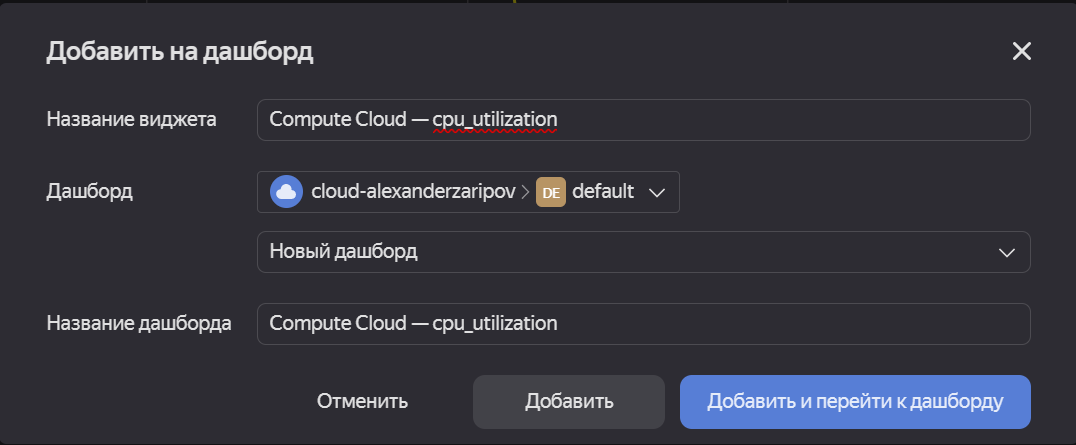 Добавить на дашборд
Название виджета Compute Cloud — cpu_utilization
Дашборд cloud-alexanderzaripov > DE default
Новый дашборд
Название дашборда Compute Cloud — cpu_utilization
Отменить Добавить Добавить и перейти к дашборду